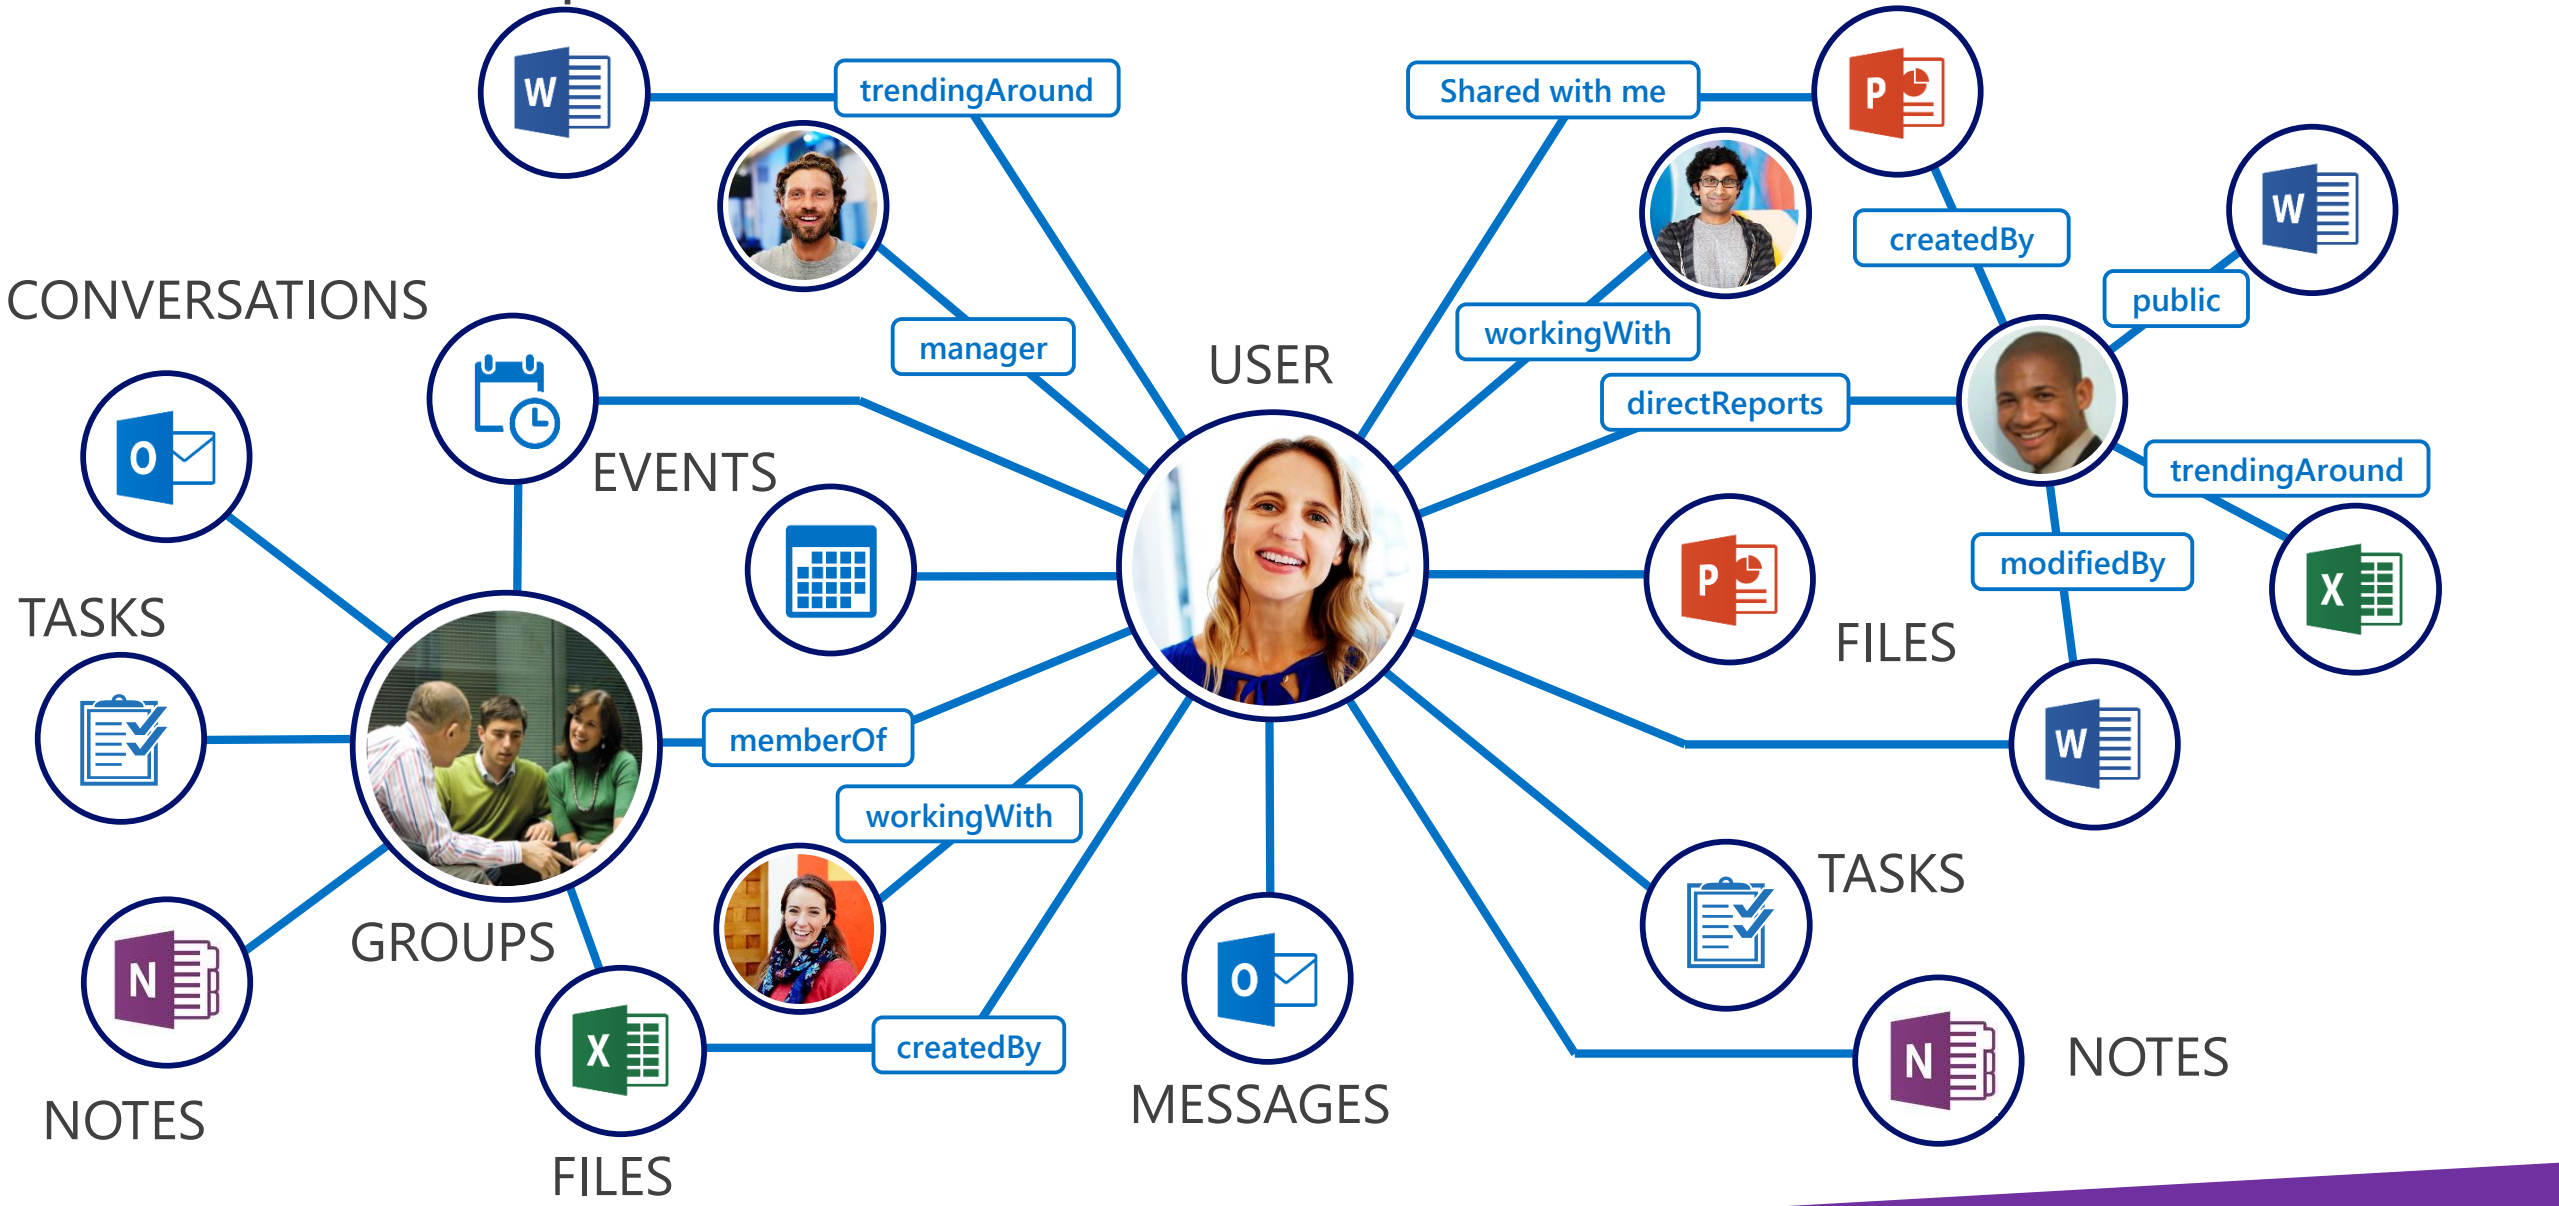 trendingAround
Shared with me
W
P
createdBy
W
public
CONVERSATIONS
manager
workingWith
USER
directReports
O
EVENTS
trendingAround
P
modifiedBy
X
TASKS
FILES
memberOf
W
workingWith
TASKS
GROUPS
N
O
X
createdBy
N
NOTES
MESSAGES
NOTES
FILES